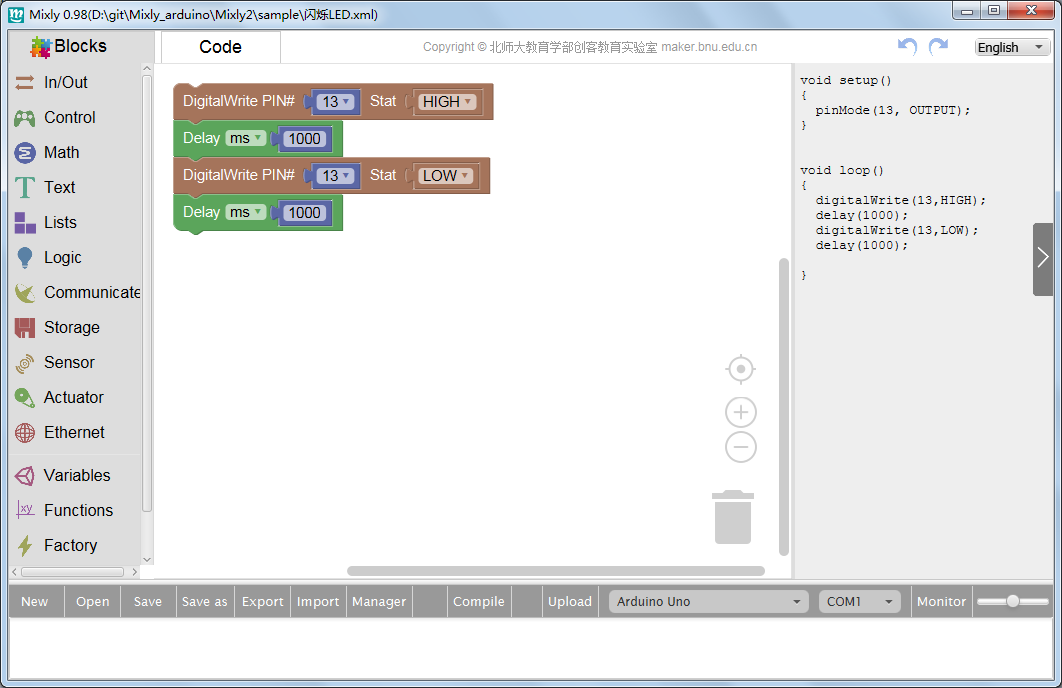 Mixly 0.98(D:\git\Mixly_arduino\Mixly2\sample\闪烁LED.xml)
Blocks
Code
Copyright © 北师大教育学部创客教育实验室 maker.bnu.edu.cn
English
In/Out
Control
Math
Text
Lists
Logic
Communicate
Storage
Sensor
Actuator
Ethernet
Variables
xy Functions
Factory
DigitalWrite PIN# 13 Stat HIGH
Delay ms 1000
DigitalWrite PIN# 13 Stat LOW
Delay ms 1000
void setup()
{
pinMode(13, OUTPUT);
}
void loop()
{
digitalWrite(13,HIGH);
delay(1000);
digitalWrite(13,LOW);
delay(1000);
}
New Open Save Save as Export Import Manager Compile Upload Arduino Uno COM1 Monitor